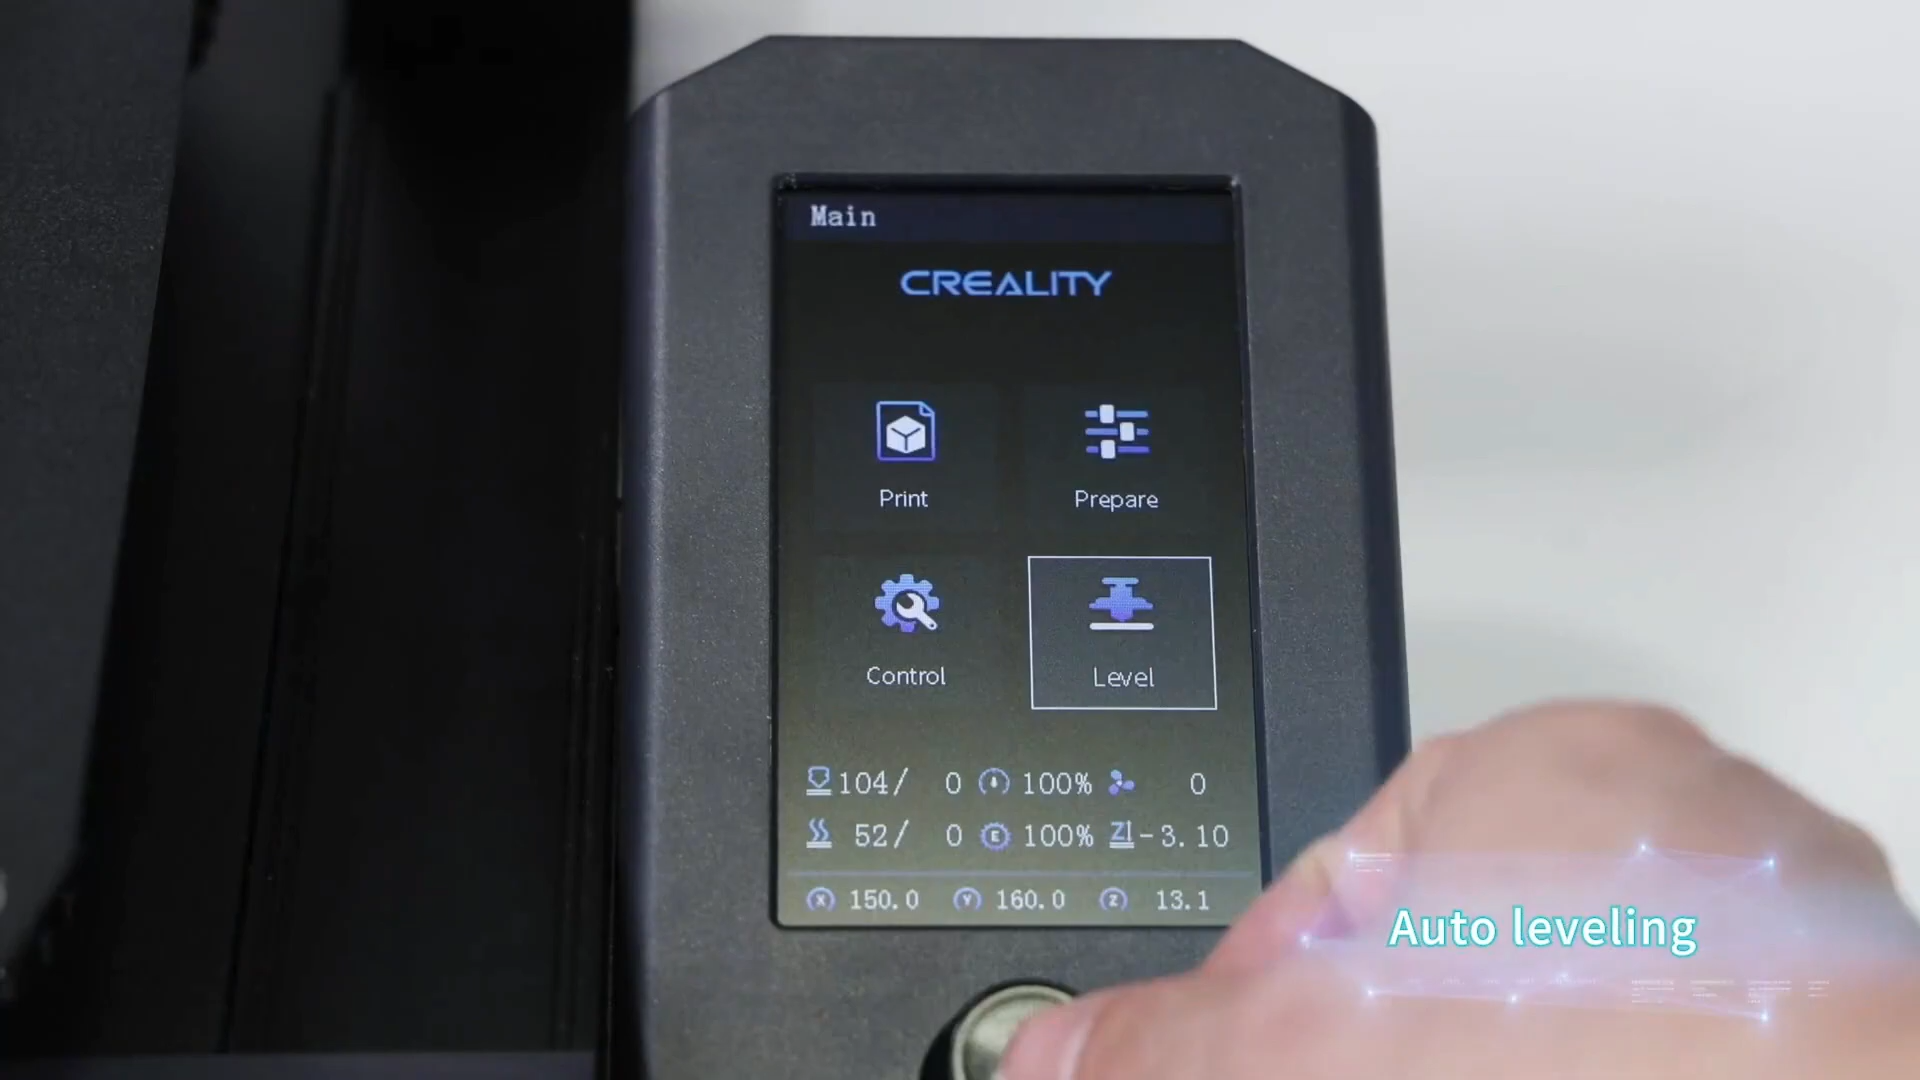 Main
CREALITY
Print Prepare
Control Level
104/ 0 100% 0
52/ 0 E 100% Z -3.10
X 150.0 Y 160.0 Z 13.1
Auto leveling